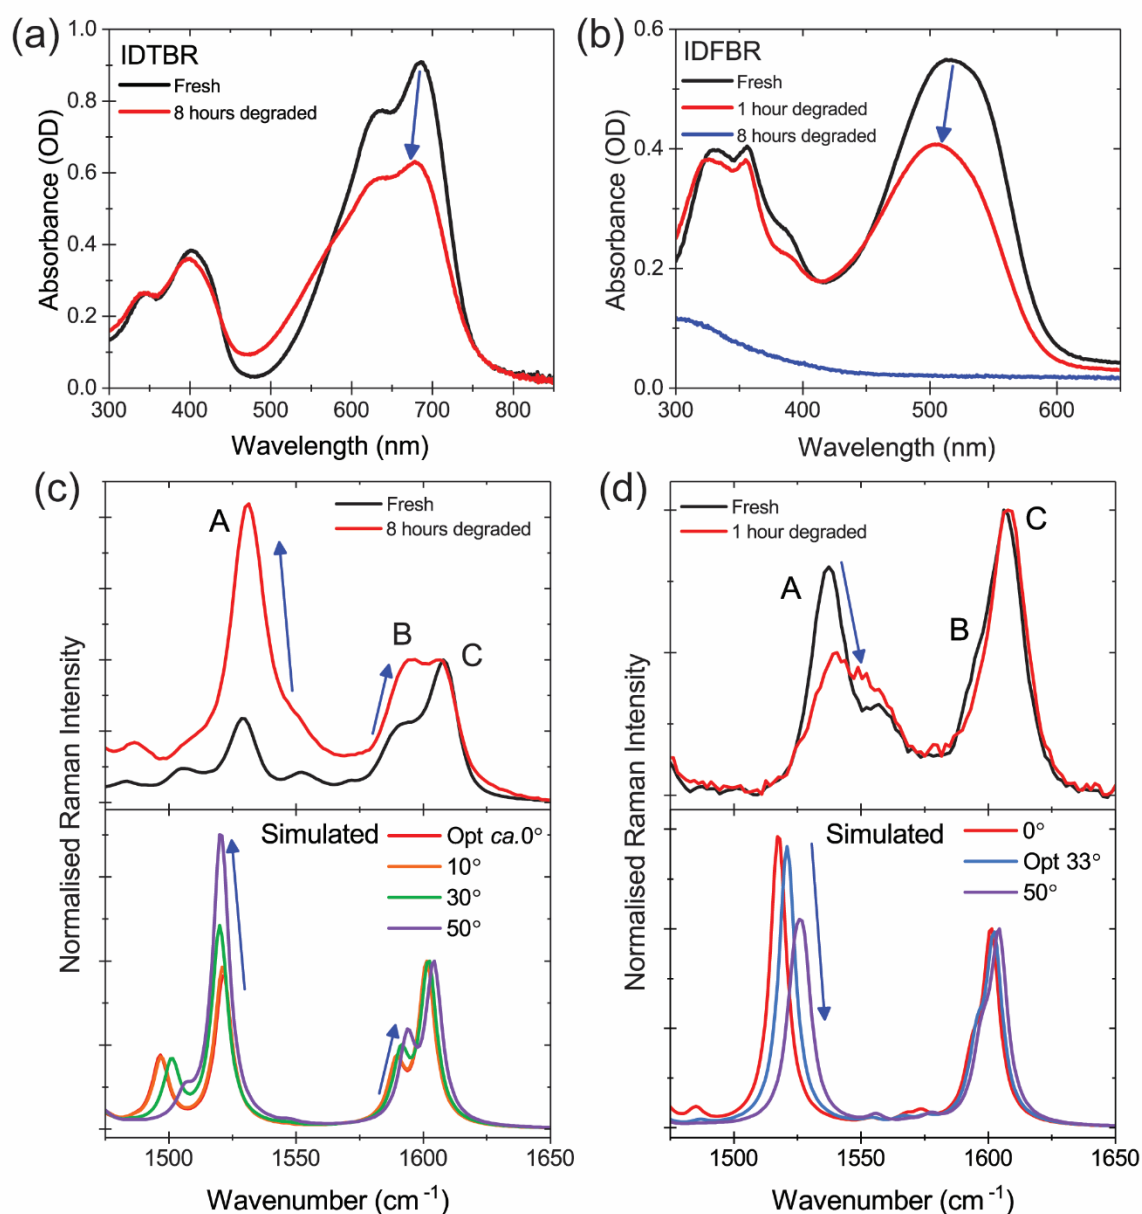 (a)
IDTBR
Fresh
8 hours degraded
Absorbance (OD)
1.0
0.8
0.6
0.4
0.2
0.0
300 400 500 600 700 800
Wavelength (nm)
(b)
IDFBR
Fresh
1 hour degraded
8 hours degraded
Absorbance (OD)
0.6
0.4
0.2
0.0
300 400 500 600
Wavelength (nm)
(c)
Fresh
8 hours degraded
A
B
C
Normalised Raman Intensity
Simulated
Opt ca.0°
10°
30°
50°
1500 1550 1600 1650
Wavenumber (cm⁻¹)
(d)
Fresh
1 hour degraded
A
B
C
Normalised Raman Intensity
Simulated
0°
Opt 33°
50°
1500 1550 1600 1650
Wavenumber (cm⁻¹)